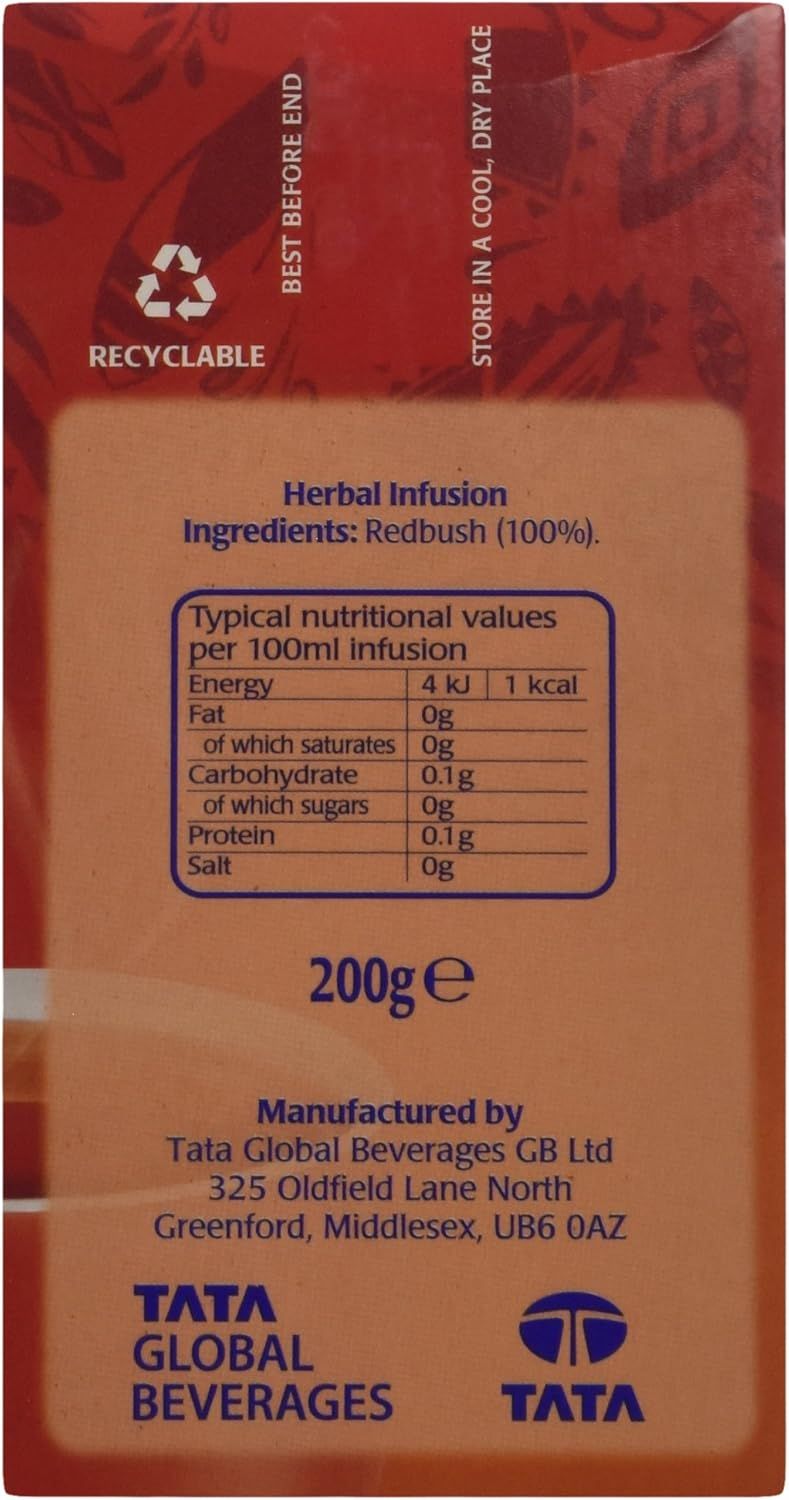 BEST BEFORE END
STORE IN A COOL, DRY PLACE
RECYCLABLE
Herbal Infusion
Ingredients: Redbush (100%).
Typical nutritional values
per 100ml infusion
Energy 4 kJ 1 kcal
Fat 0g
of which saturates 0g
Carbohydrate 0.1g
of which sugars 0g
Protein 0.1g
Salt 0g
200g e
Manufactured by
Tata Global Beverages GB Ltd
325 Oldfield Lane North
Greenford, Middlesex, UB6 0AZ
TATA
GLOBAL
BEVERAGES
TATA